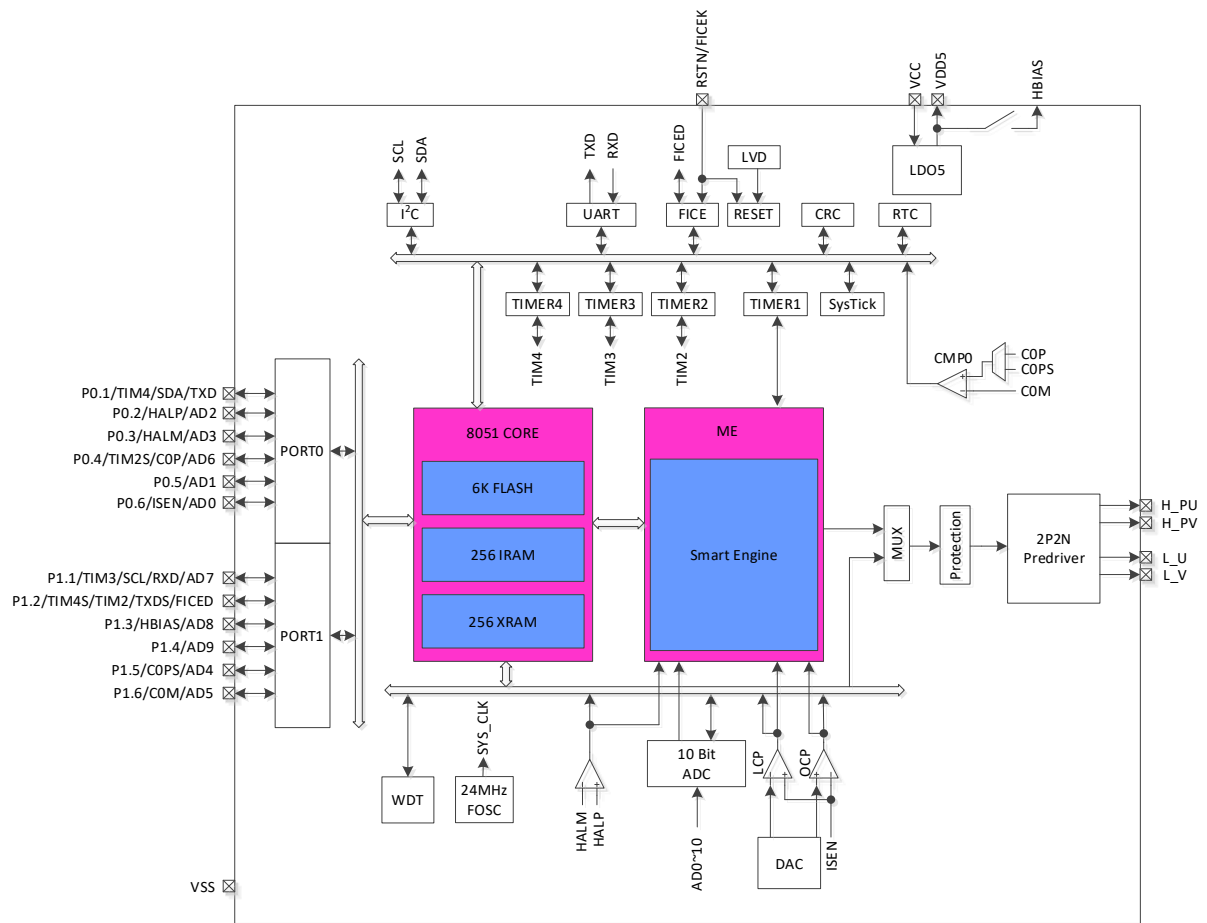 RSTN/FICEK
VCC
VDD5
HBIAS
LDO5
SCL
SDA
TXD
RXD
FICED
LVD
I²C
UART
FICE
RESET
CRC
RTC
TIMER4
TIMER3
TIMER2
TIMER1
SysTick
TIM4
TIM3
TIM2
CMP0
C0P
C0PS
C0M
P0.1/TIM4/SDA/TXD
P0.2/HALP/AD2
P0.3/HALM/AD3
P0.4/TIM2S/C0P/AD6
P0.5/AD1
P0.6/ISEN/AD0
PORT0
P1.1/TIM3/SCL/RXD/AD7
P1.2/TIM4S/TIM2/TXDS/FICED
P1.3/HBIAS/AD8
P1.4/AD9
P1.5/C0PS/AD4
P1.6/C0M/AD5
PORT1
8051 CORE
6K FLASH
256 IRAM
256 XRAM
ME
Smart Engine
MUX
Protection
2P2N
Predriver
H_PU
H_PV
L_U
L_V
WDT
SYS_CLK
24MHz
FOSC
HALM
HALP
10 Bit
ADC
AD0~10
LCP
OCP
DAC
ISEN
VSS